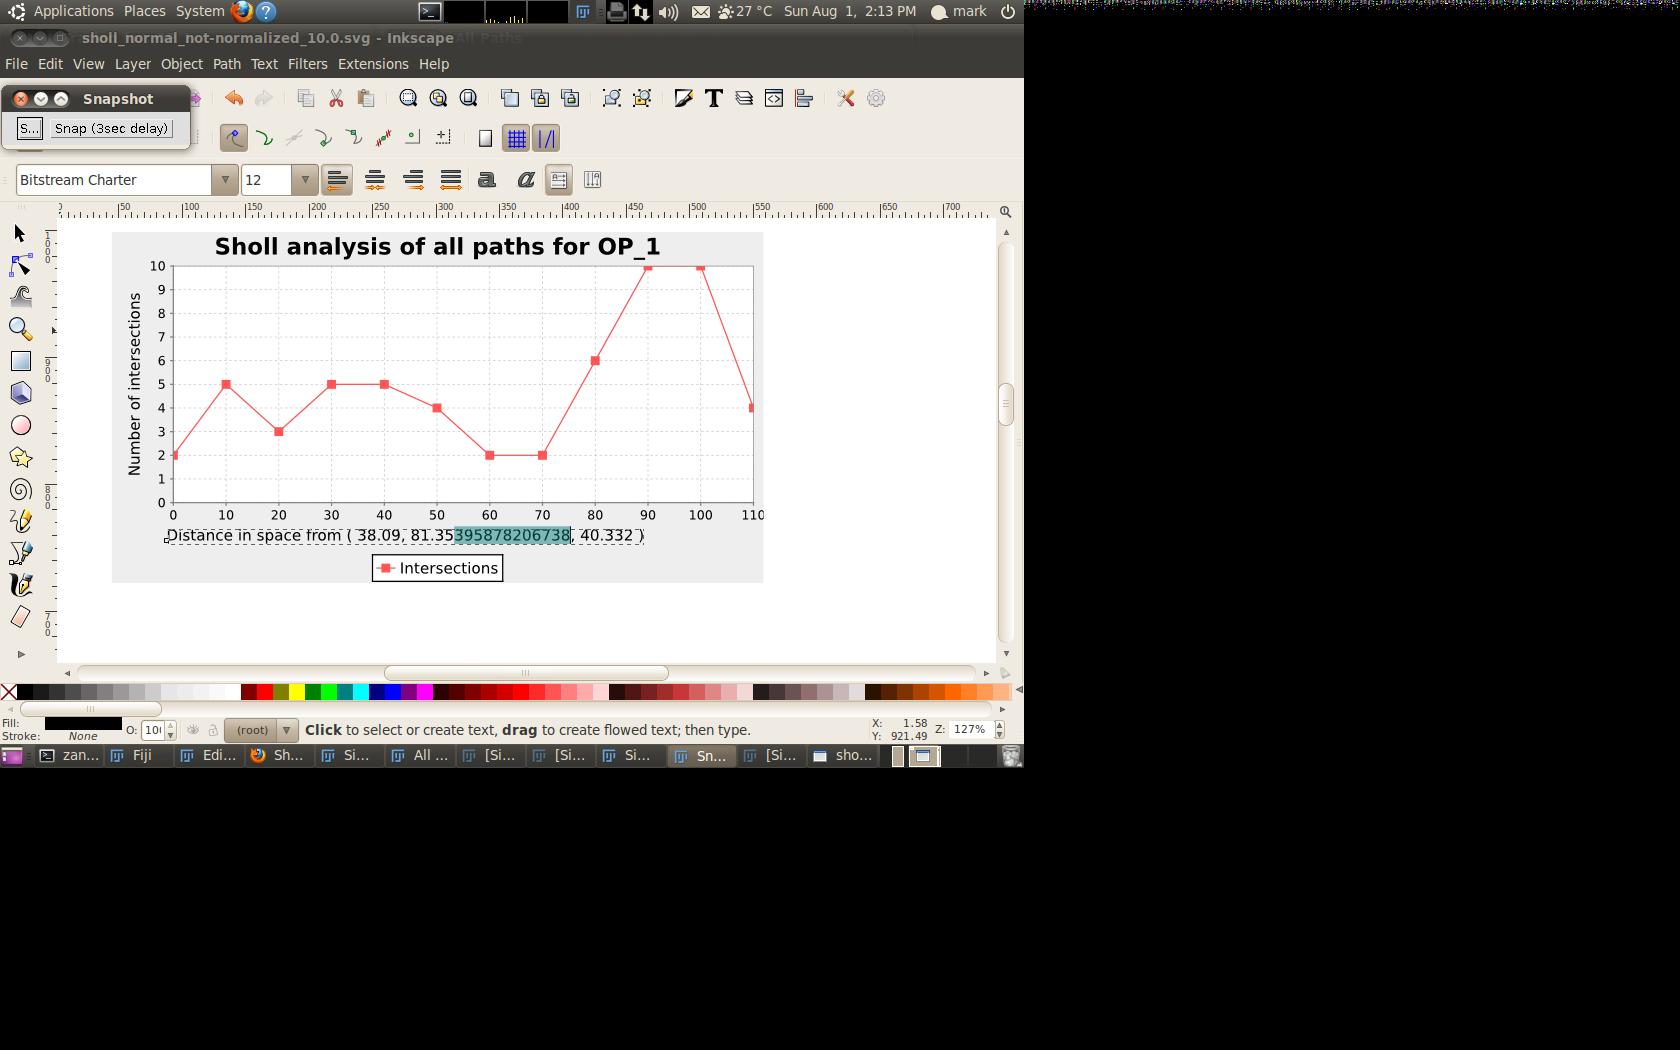 Applications Places System 27 °C Sun Aug 1, 2:13 PM mark
sholl_normal_not-normalized_10.0.svg - Inkscape
File Edit View Layer Object Path Text Filters Extensions Help
Snapshot
S... Snap (3sec delay)
Bitstream Charter 12
0 50 100 150 200 250 300 350 400 450 500 550 600 650 700
1000
900
800
700
Sholl analysis of all paths for OP_1
Number of intersections
10
9
8
7
6
5
4
3
2
1
0
0 10 20 30 40 50 60 70 80 90 100 110
Distance in space from ( 38.09, 81.35395878206738, 40.332 )
Intersections
Fill:
Stroke: None
O: 10
(root)
Click to select or create text, drag to create flowed text; then type.
X: 1.58
Y: 921.49
Z: 127%
zan... Fiji Edi... Sh... Si... All ... [Si... [Si... Si... Sn... [Si... sho...